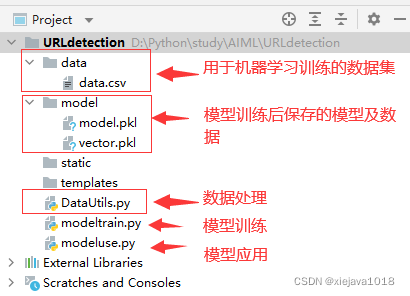 Project
URLdetection D:\Python\study\AIML\URLdetection
data
用于机器学习训练的数据集
data.csv
model
模型训练后保存的模型及数据
model.pkl
vector.pkl
static
templates
DataUtils.py
数据处理
modeltrain.py
模型训练
modeluse.py
模型应用
External Libraries
Scratches and Consoles
CSDN @xiejava1018